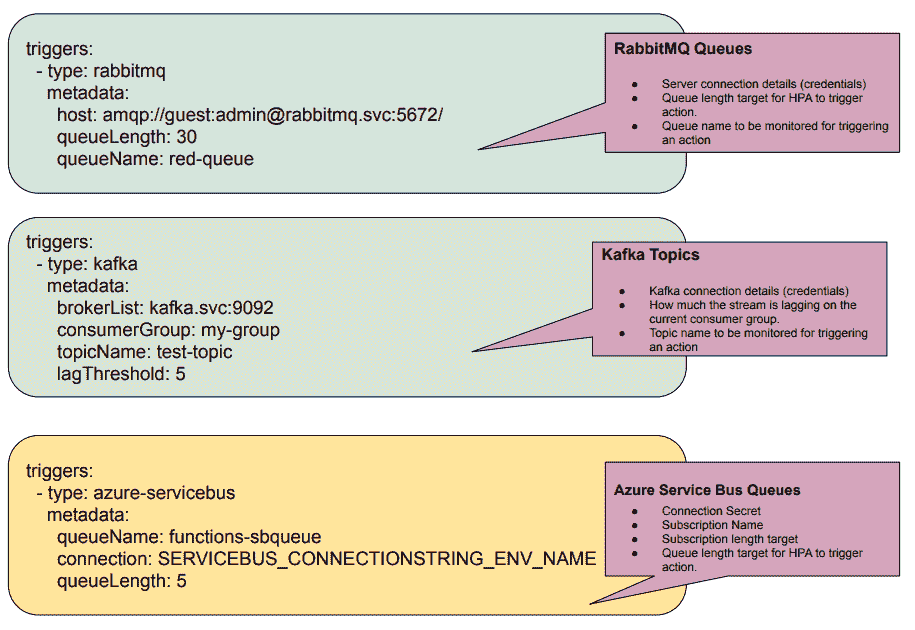 triggers:
- type: rabbitmq
metadata:
host: amqp://guest:admin@rabbitmq.svc:5672/
queueLength: 30
queueName: red-queue
RabbitMQ Queues
• Server connection details (credentials)
• Queue length target for HPA to trigger
action.
• Queue name to be monitored for triggering
an action
triggers:
- type: kafka
metadata:
brokerList: kafka.svc:9092
consumerGroup: my-group
topicName: test-topic
lagThreshold: 5
Kafka Topics
• Kafka connection details (credentials)
• How much the stream is lagging on the
current consumer group.
• Topic name to be monitored for triggering
an action
triggers:
- type: azure-servicebus
metadata:
queueName: functions-sbqueue
connection: SERVICEBUS_CONNECTIONSTRING_ENV_NAME
queueLength: 5
Azure Service Bus Queues
• Connection Secret
• Subscription Name
• Subscription length target
• Queue length target for HPA to trigger
action.